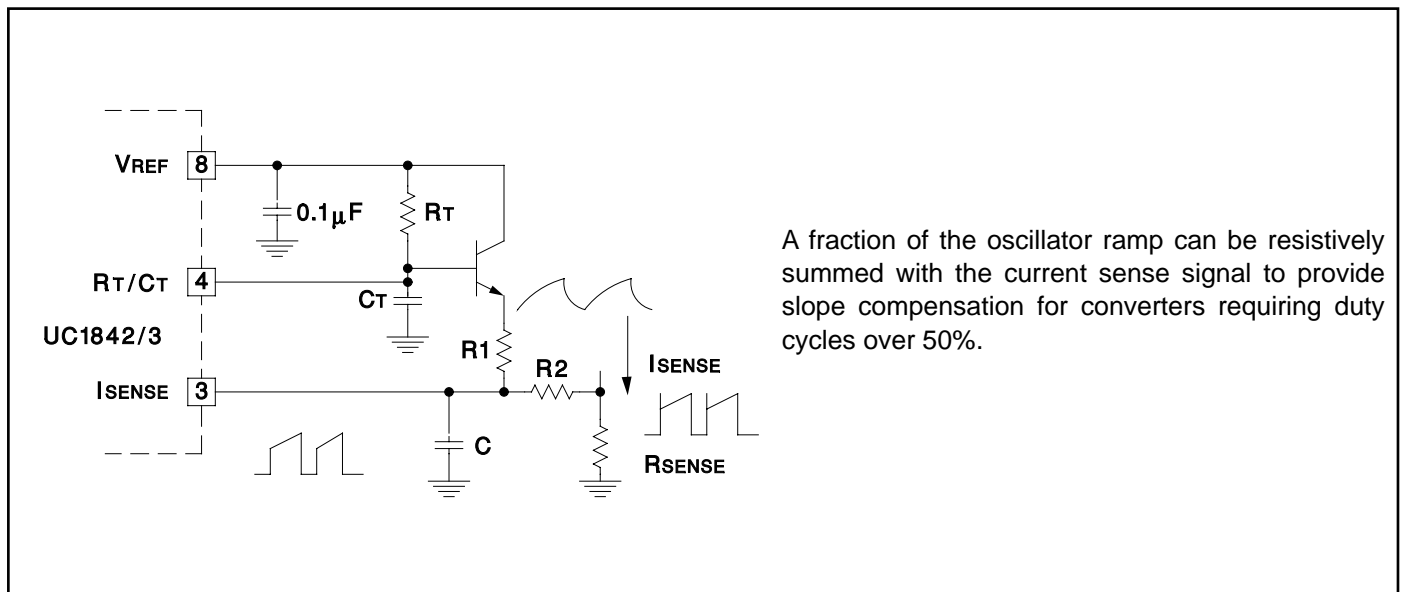 VREF 8
0.1µF
RT
RT/CT 4
CT
UC1842/3
R1
R2
ISENSE
ISENSE 3
C
RSENSE
A fraction of the oscillator ramp can be resistively
summed with the current sense signal to provide
slope compensation for converters requiring duty
cycles over 50%.